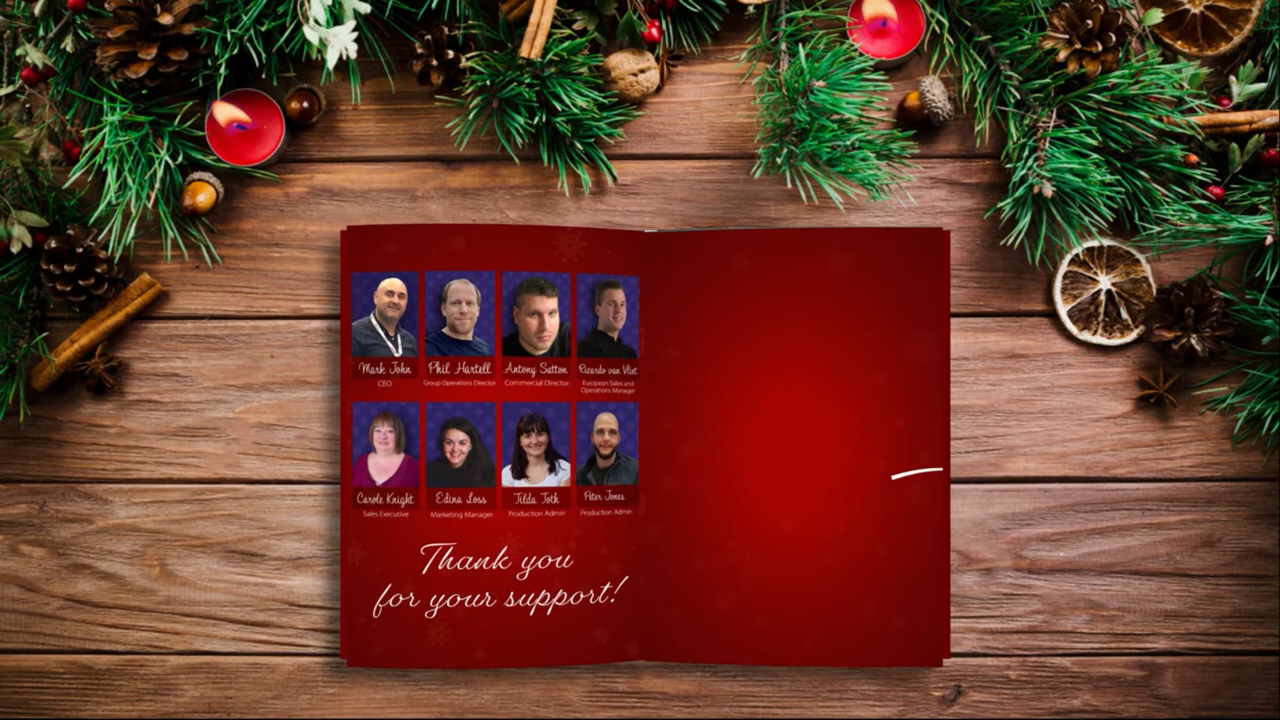 Mark John
CEO
Phil Hartell
Group Operations Director
Antony Sutton
Commercial Director
Ricardo van Vliet
European Sales and
Operations Manager
Carole Knight
Sales Executive
Edina Loss
Marketing Manager
Tilda Toth
Production Admin
Peter Jones
Production Admin
Thank you
for your support!